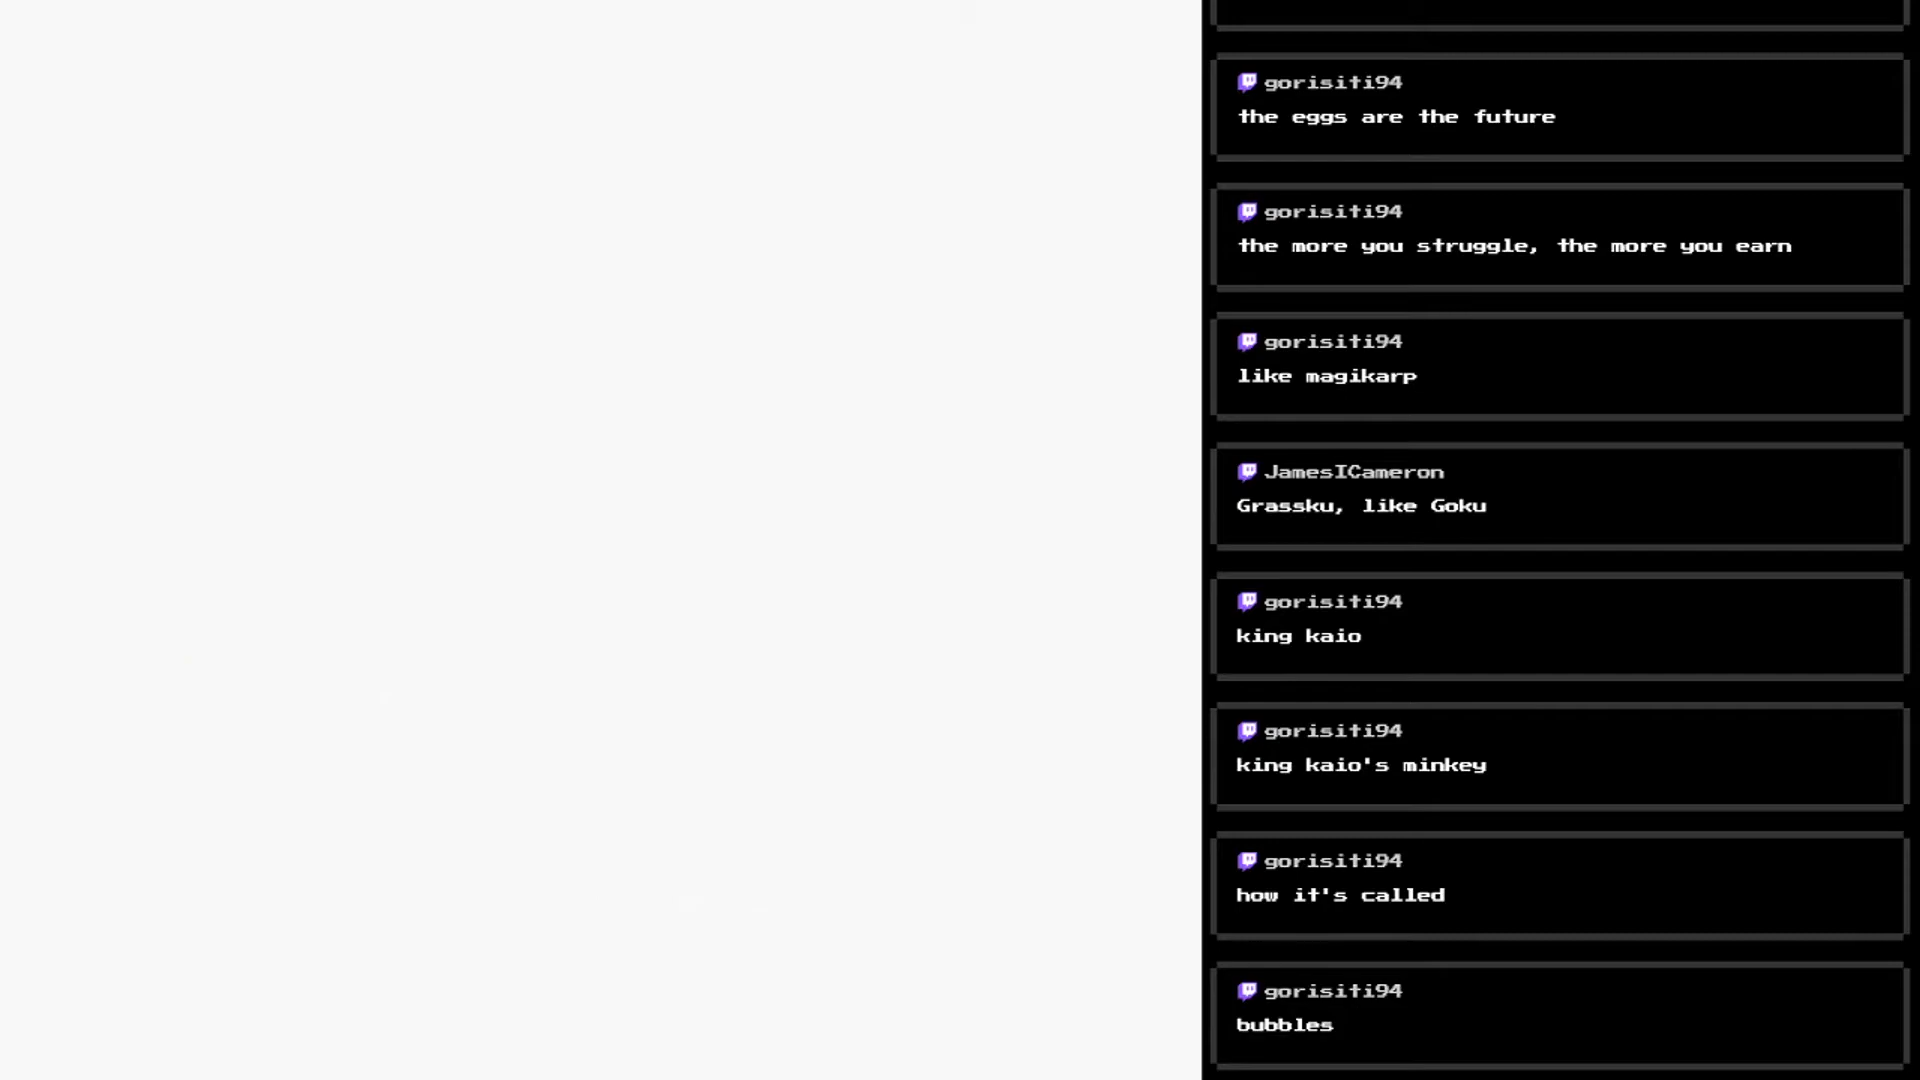 gorisiti94
the eggs are the future
gorisiti94
the more you struggle, the more you earn
gorisiti94
like magikarp
JamesICameron
Grassku, like Goku
gorisiti94
king kaio
gorisiti94
king kaio's minkey
gorisiti94
how it's called
gorisiti94
bubbles